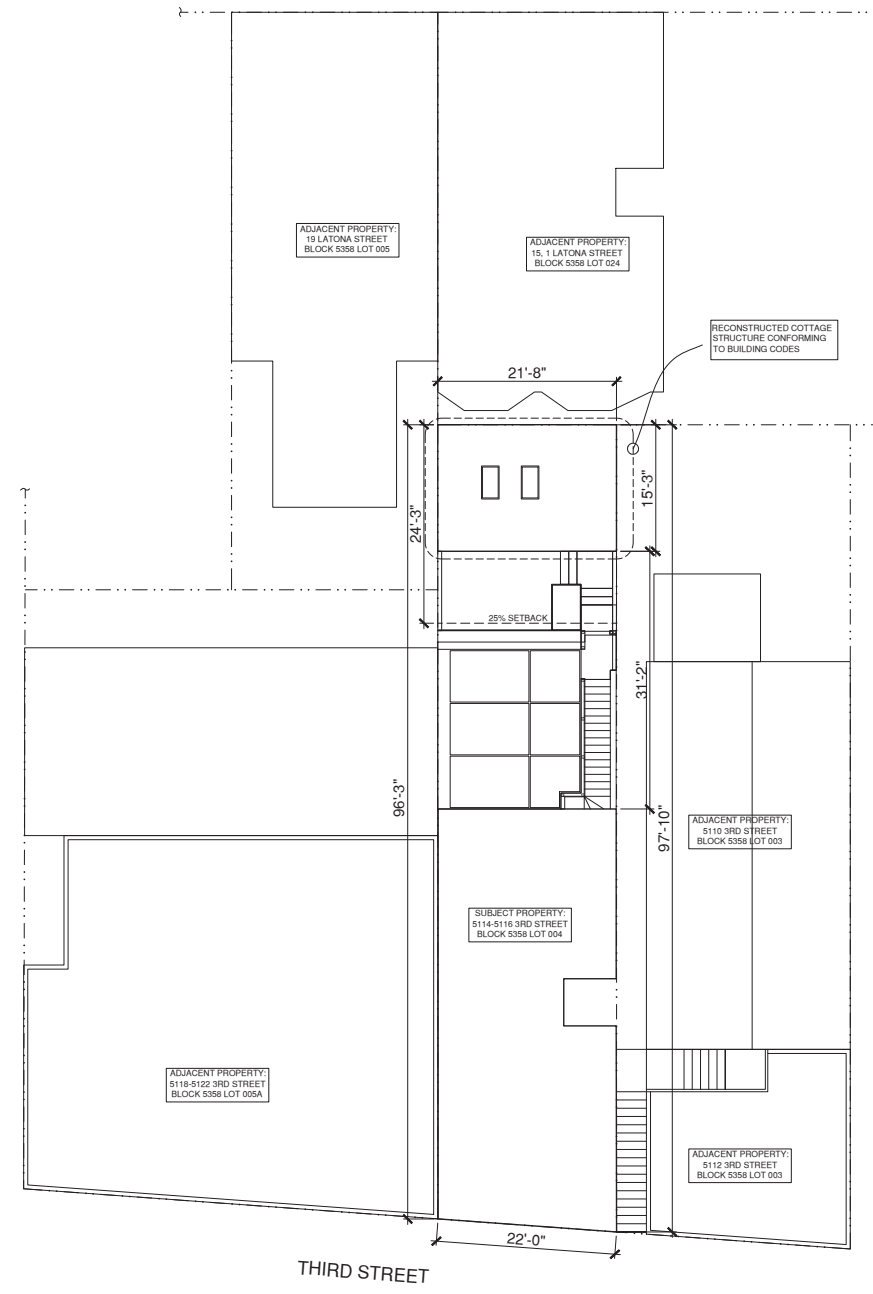 ADJACENT PROPERTY:
19 LATONA STREET
BLOCK 5358 LOT 005
ADJACENT PROPERTY:
15, 1 LATONA STREET
BLOCK 5358 LOT 024
RECONSTRUCTED COTTAGE
STRUCTURE CONFORMING
TO BUILDING CODES
21'-8"
15'-3"
24'-3"
25% SETBACK
31'-2"
96'-3"
97'-10"
ADJACENT PROPERTY:
5110 3RD STREET
BLOCK 5358 LOT 003
SUBJECT PROPERTY:
5114-5116 3RD STREET
BLOCK 5358 LOT 004
ADJACENT PROPERTY:
5118-5122 3RD STREET
BLOCK 5358 LOT 005A
ADJACENT PROPERTY:
5112 3RD STREET
BLOCK 5358 LOT 003
22'-0"
THIRD STREET